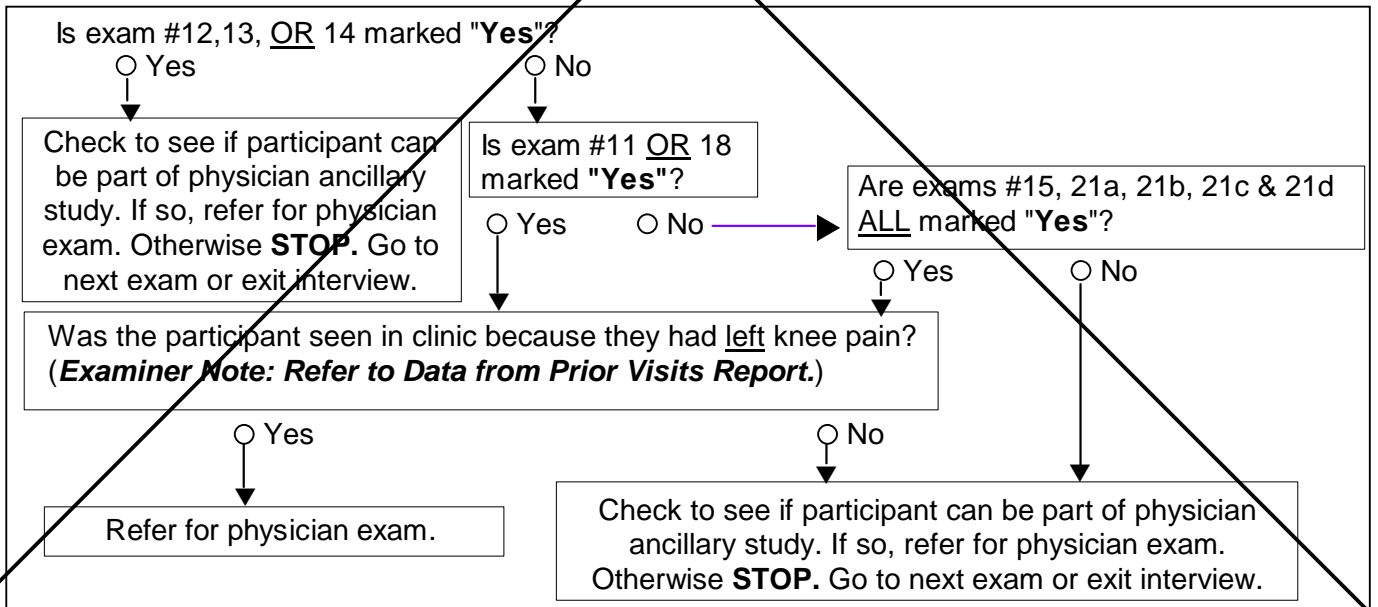 Is exam #12,13, OR 14 marked "Yes"?
Yes
No
Check to see if participant can
be part of physician ancillary
study. If so, refer for physician
exam. Otherwise STOP. Go to
next exam or exit interview.
Is exam #11 OR 18
marked "Yes"?
Yes
No
Are exams #15, 21a, 21b, 21c & 21d
ALL marked "Yes"?
Yes
No
Was the participant seen in clinic because they had left knee pain?
(Examiner Note: Refer to Data from Prior Visits Report.)
Yes
No
Refer for physician exam.
Check to see if participant can be part of physician
ancillary study. If so, refer for physician exam.
Otherwise STOP. Go to next exam or exit interview.